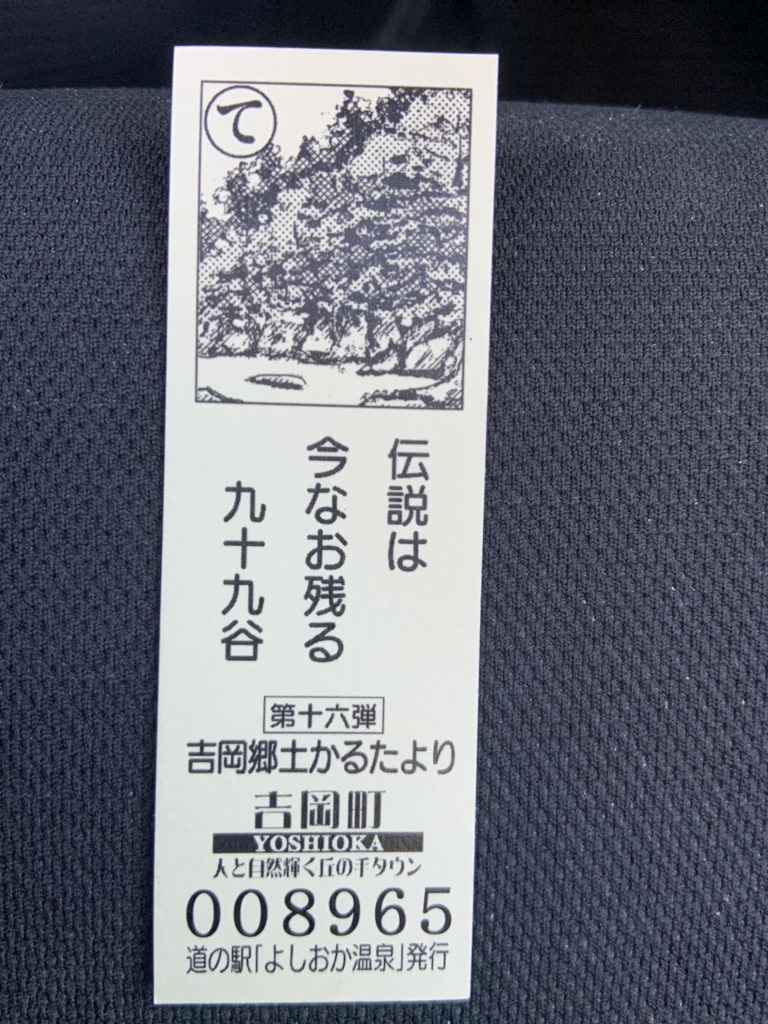 て
伝説は
今なお残る
九十九谷
第十六弾
吉岡郷土かるたより
吉岡町
YOSHIOKA
人と自然輝く丘の手タウン
008965
道の駅「よしおか温泉」発行